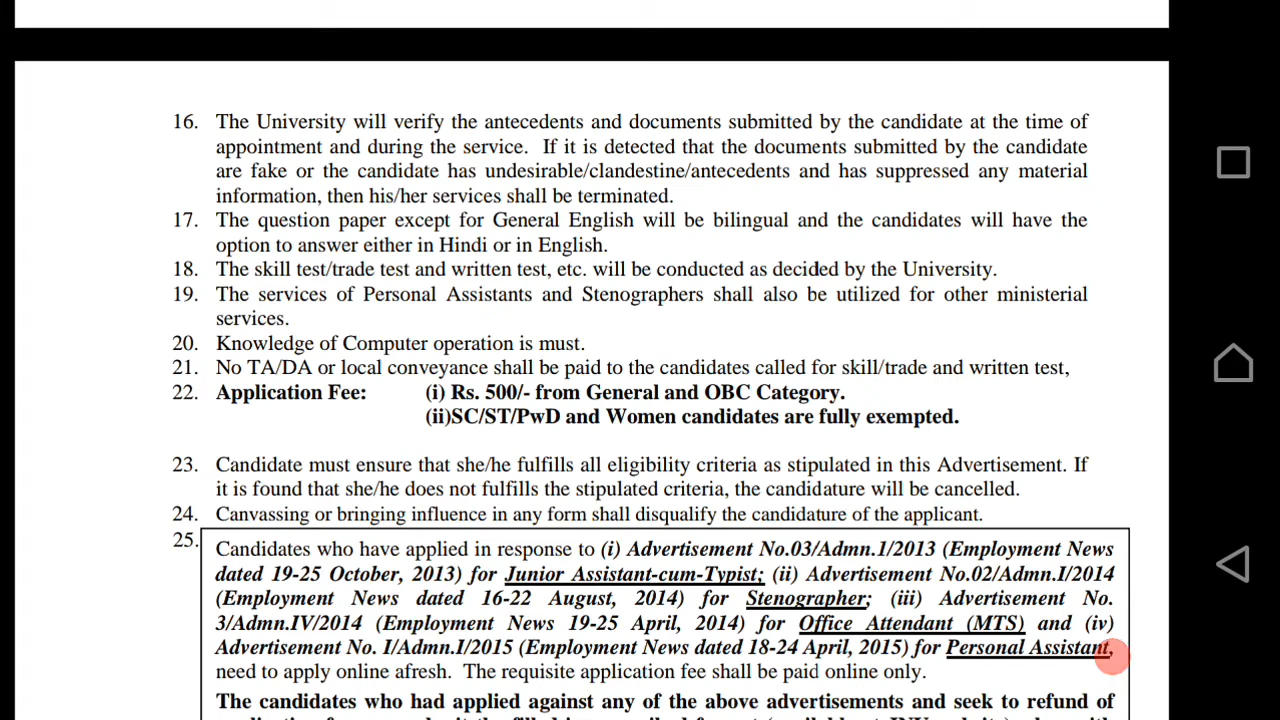 16. The University will verify the antecedents and documents submitted by the candidate at the time of
appointment and during the service. If it is detected that the documents submitted by the candidate
are fake or the candidate has undesirable/clandestine/antecedents and has suppressed any material
information, then his/her services shall be terminated.
17. The question paper except for General English will be bilingual and the candidates will have the
option to answer either in Hindi or in English.
18. The skill test/trade test and written test, etc. will be conducted as decided by the University.
19. The services of Personal Assistants and Stenographers shall also be utilized for other ministerial
services.
20. Knowledge of Computer operation is must.
21. No TA/DA or local conveyance shall be paid to the candidates called for skill/trade and written test,
22. Application Fee: (i) Rs. 500/- from General and OBC Category.
(ii)SC/ST/PwD and Women candidates are fully exempted.
23. Candidate must ensure that she/he fulfills all eligibility criteria as stipulated in this Advertisement. If
it is found that she/he does not fulfills the stipulated criteria, the candidature will be cancelled.
24. Canvassing or bringing influence in any form shall disqualify the candidature of the applicant.
25. Candidates who have applied in response to (i) Advertisement No.03/Admn.1/2013 (Employment News
dated 19-25 October, 2013) for Junior Assistant-cum-Typist; (ii) Advertisement No.02/Admn.I/2014
(Employment News dated 16-22 August, 2014) for Stenographer; (iii) Advertisement No.
3/Admn.IV/2014 (Employment News 19-25 April, 2014) for Office Attendant (MTS) and (iv)
Advertisement No. I/Admn.I/2015 (Employment News dated 18-24 April, 2015) for Personal Assistant,
need to apply online afresh. The requisite application fee shall be paid online only.
The candidates who had applied against any of the above advertisements and seek to refund of